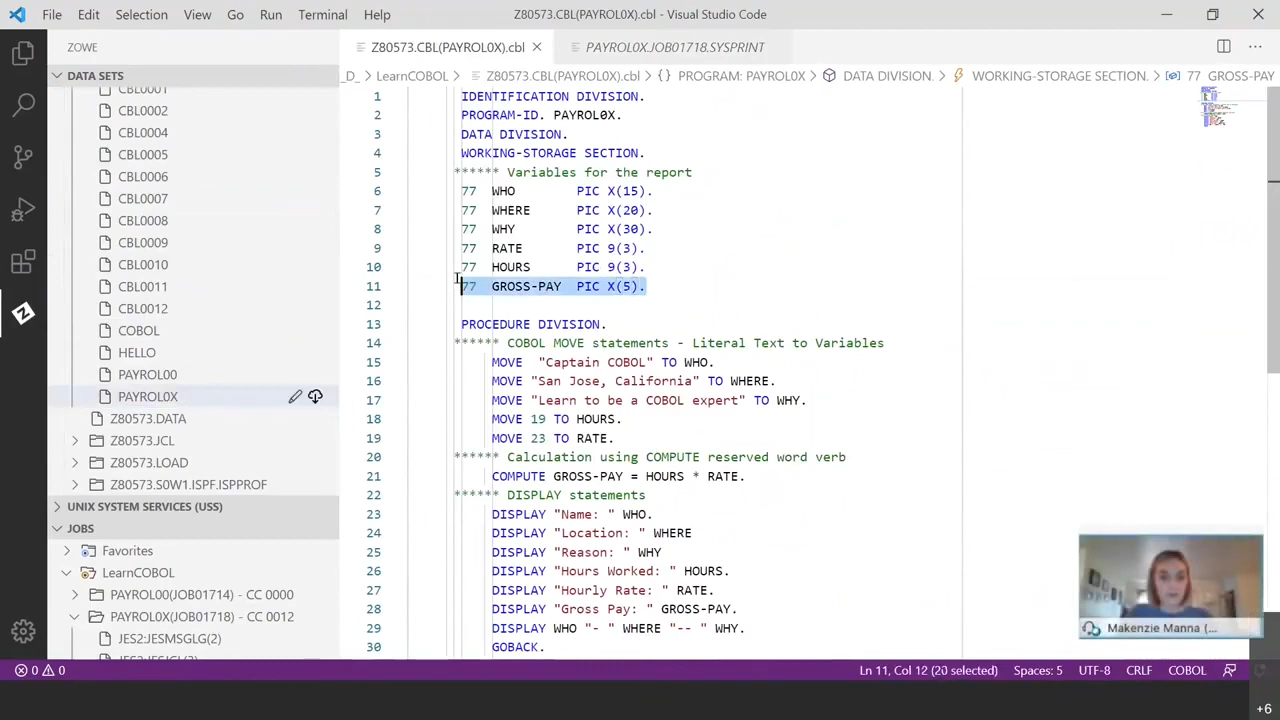 File Edit Selection View Go Run Terminal Help
Z80573.CBL(PAYROL0X).cbl - Visual Studio Code
ZOWE
Z80573.CBL(PAYROL0X).cbl
PAYROL0X.JOB01718.SYSPRINT
DATA SETS
_D_ > LearnCOBOL > Z80573.CBL(PAYROL0X).cbl > {} PROGRAM: PAYROL0X > DATA DIVISION. > WORKING-STORAGE SECTION. > 77 GROSS-PAY
CBL0001
CBL0002
CBL0004
CBL0005
CBL0006
CBL0007
CBL0008
CBL0009
CBL0010
CBL0011
CBL0012
COBOL
HELLO
PAYROL00
PAYROL0X
Z80573.DATA
Z80573.JCL
Z80573.LOAD
Z80573.S0W1.ISPF.ISPPROF
UNIX SYSTEM SERVICES (USS)
JOBS
Favorites
LearnCOBOL
PAYROL00(JOB01714) - CC 0000
PAYROL0X(JOB01718) - CC 0012
JES2:JESMSGLG(2)
JES2:JESJCL(3)
1 IDENTIFICATION DIVISION.
2 PROGRAM-ID. PAYROL0X.
3 DATA DIVISION.
4 WORKING-STORAGE SECTION.
5 ****** Variables for the report
6 77 WHO PIC X(15).
7 77 WHERE PIC X(20).
8 77 WHY PIC X(30).
9 77 RATE PIC 9(3).
10 77 HOURS PIC 9(3).
11 77 GROSS-PAY PIC X(5).
12
13 PROCEDURE DIVISION.
14 ****** COBOL MOVE statements - Literal Text to Variables
15 MOVE "Captain COBOL" TO WHO.
16 MOVE "San Jose, California" TO WHERE.
17 MOVE "Learn to be a COBOL expert" TO WHY.
18 MOVE 19 TO HOURS.
19 MOVE 23 TO RATE.
20 ****** Calculation using COMPUTE reserved word verb
21 COMPUTE GROSS-PAY = HOURS * RATE.
22 ****** DISPLAY statements
23 DISPLAY "Name: " WHO.
24 DISPLAY "Location: " WHERE
25 DISPLAY "Reason: " WHY
26 DISPLAY "Hours Worked: " HOURS.
27 DISPLAY "Hourly Rate: " RATE.
28 DISPLAY "Gross Pay: " GROSS-PAY.
29 DISPLAY WHO "- " WHERE "-- " WHY.
30 GOBACK.
Makenzie Manna (...
0 0
Ln 11, Col 12 (20 selected) Spaces: 5 UTF-8 CRLF COBOL
+6